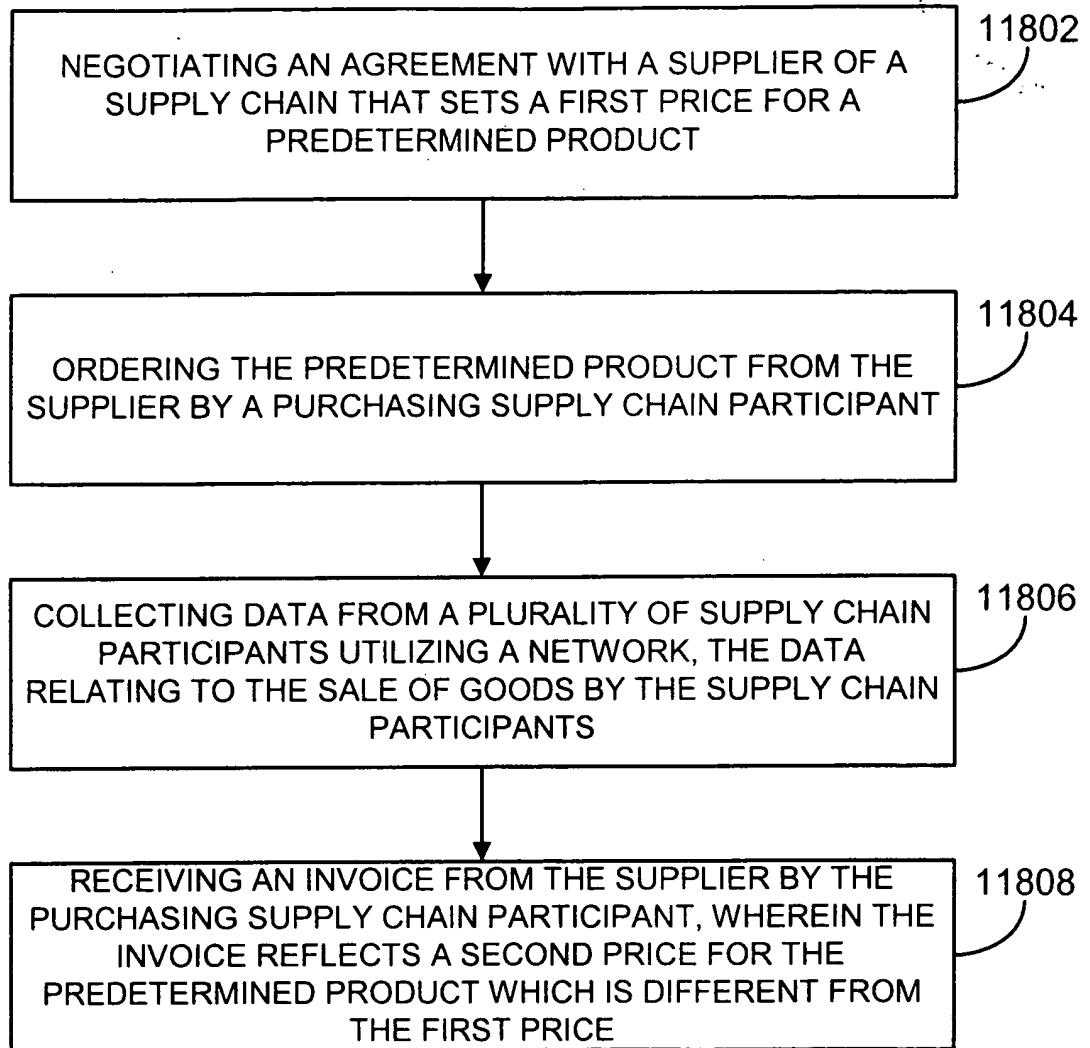 11802
NEGOTIATING AN AGREEMENT WITH A SUPPLIER OF A
SUPPLY CHAIN THAT SETS A FIRST PRICE FOR A
PREDETERMINED PRODUCT
11804
ORDERING THE PREDETERMINED PRODUCT FROM THE
SUPPLIER BY A PURCHASING SUPPLY CHAIN PARTICIPANT
11806
COLLECTING DATA FROM A PLURALITY OF SUPPLY CHAIN
PARTICIPANTS UTILIZING A NETWORK, THE DATA
RELATING TO THE SALE OF GOODS BY THE SUPPLY CHAIN
PARTICIPANTS
11808
RECEIVING AN INVOICE FROM THE SUPPLIER BY THE
PURCHASING SUPPLY CHAIN PARTICIPANT, WHEREIN THE
INVOICE REFLECTS A SECOND PRICE FOR THE
PREDETERMINED PRODUCT WHICH IS DIFFERENT FROM
THE FIRST PRICE